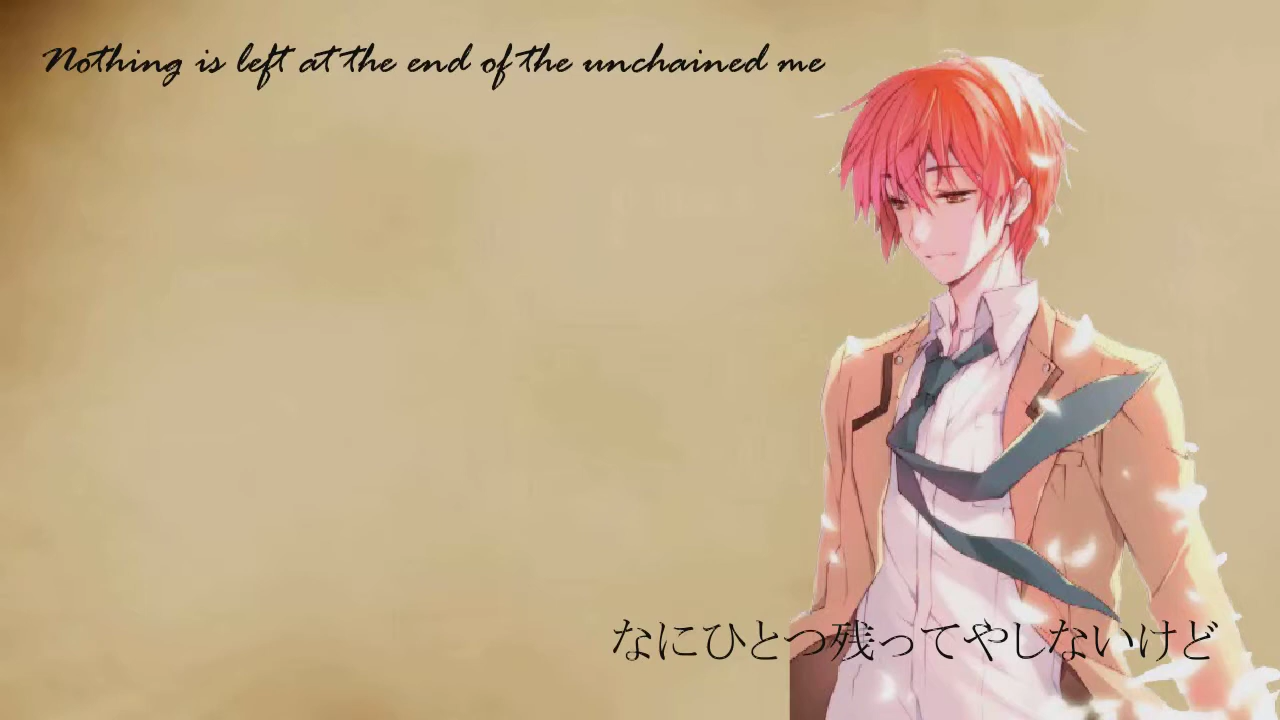 Nothing is left at the end of the unchained me
なにひとつ残ってやしないけど